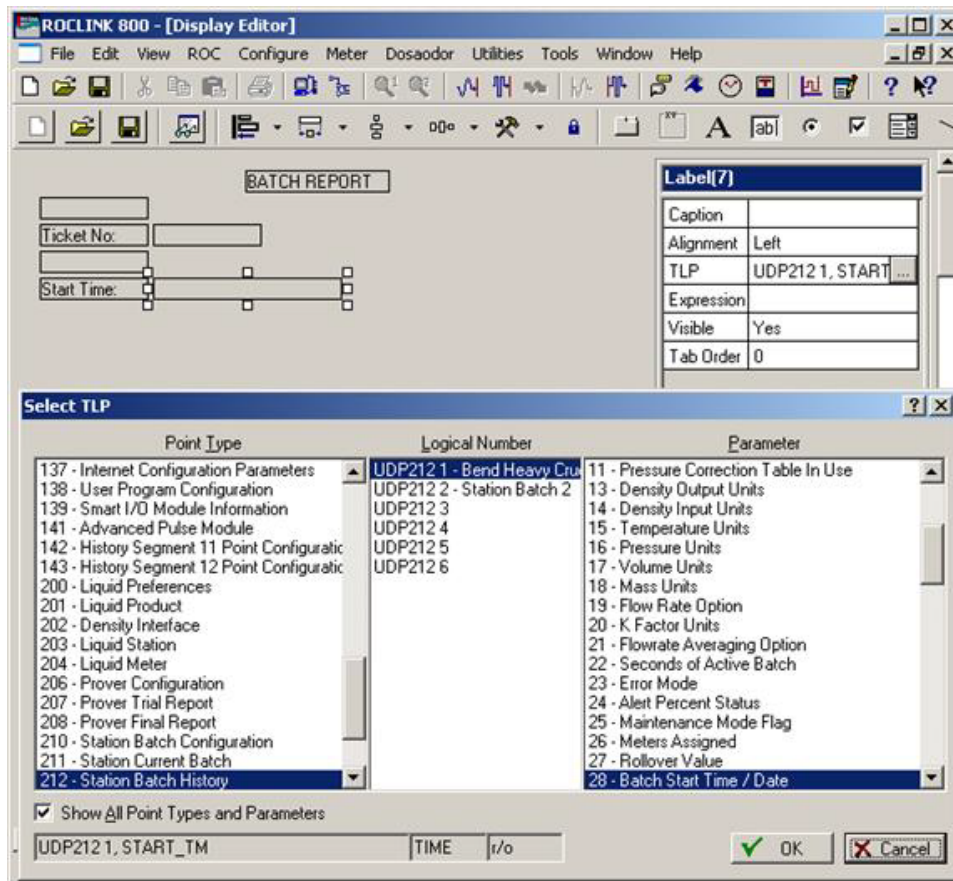 ROCLINK 800 - [Display Editor]
File Edit View ROC Configure Meter Dosaodor Utilities Tools Window Help
A ab|
BATCH REPORT
Ticket No:
Start Time:
Label(7)
Caption
Alignment Left
TLP UDP212 1, START ...
Expression
Visible Yes
Tab Order 0
Select TLP
Point Type
137 - Internet Configuration Parameters
138 - User Program Configuration
139 - Smart I/O Module Information
141 - Advanced Pulse Module
142 - History Segment 11 Point Configuratic
143 - History Segment 12 Point Configuratic
200 - Liquid Preferences
201 - Liquid Product
202 - Density Interface
203 - Liquid Station
204 - Liquid Meter
206 - Prover Configuration
207 - Prover Trial Report
208 - Prover Final Report
210 - Station Batch Configuration
211 - Station Current Batch
212 - Station Batch History
Logical Number
UDP212 1 - Bend Heavy Cru
UDP212 2 - Station Batch 2
UDP212 3
UDP212 4
UDP212 5
UDP212 6
Parameter
11 - Pressure Correction Table In Use
13 - Density Output Units
14 - Density Input Units
15 - Temperature Units
16 - Pressure Units
17 - Volume Units
18 - Mass Units
19 - Flow Rate Option
20 - K Factor Units
21 - Flowrate Averaging Option
22 - Seconds of Active Batch
23 - Error Mode
24 - Alert Percent Status
25 - Maintenance Mode Flag
26 - Meters Assigned
27 - Rollover Value
28 - Batch Start Time / Date
Show All Point Types and Parameters
UDP212 1, START_TM TIME r/o
OK Cancel